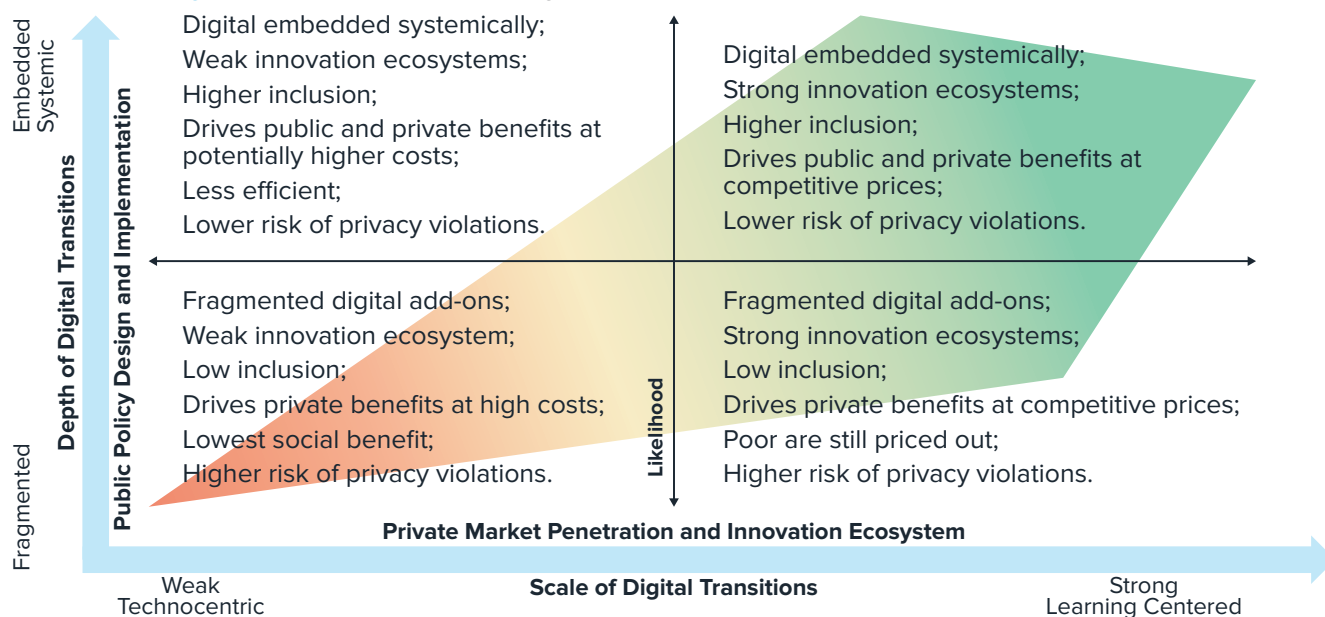 Embedded
Systemic
Depth of Digital Transitions
Public Policy Design and Implementation
Fragmented
Digital embedded systemically;
Weak innovation ecosystems;
Higher inclusion;
Drives public and private benefits at
potentially higher costs;
Less efficient;
Lower risk of privacy violations.
Digital embedded systemically;
Strong innovation ecosystems;
Higher inclusion;
Drives public and private benefits at
competitive prices;
Lower risk of privacy violations.
Fragmented digital add-ons;
Weak innovation ecosystem;
Low inclusion;
Drives private benefits at high costs;
Lowest social benefit;
Higher risk of privacy violations.
Likelihood
Fragmented digital add-ons;
Strong innovation ecosystems;
Low inclusion;
Drives private benefits at competitive prices;
Poor are still priced out;
Higher risk of privacy violations.
Private Market Penetration and Innovation Ecosystem
Weak
Technocentric
Scale of Digital Transitions
Strong
Learning Centered